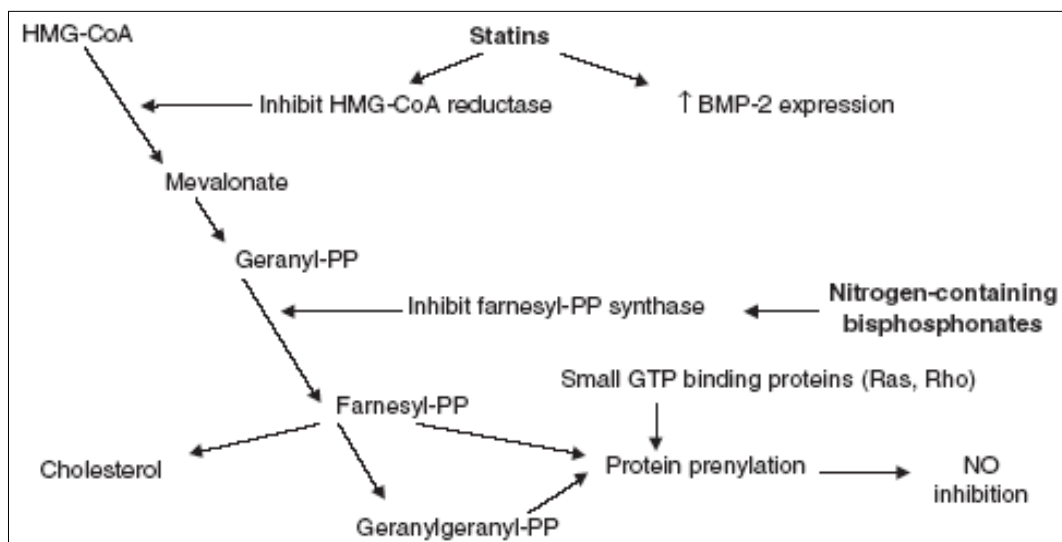 HMG-CoA
Statins
Inhibit HMG-CoA reductase
↑ BMP-2 expression
Mevalonate
Geranyl-PP
Inhibit farnesyl-PP synthase
Nitrogen-containing
bisphosphonates
Small GTP binding proteins (Ras, Rho)
Farnesyl-PP
Cholesterol
Protein prenylation
NO
inhibition
Geranylgeranyl-PP